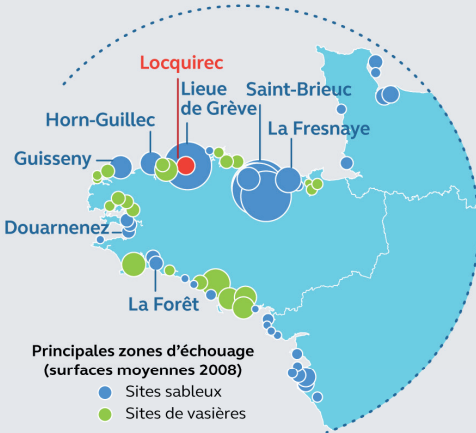 Locquirec
Lieue
de Grève
Saint-Brieuc
Horn-Guillec
La Fresnaye
Guisseny
Douarnenez
La Forêt
Principales zones d'échouage
(surfaces moyennes 2008)
Sites sableux
Sites de vasières